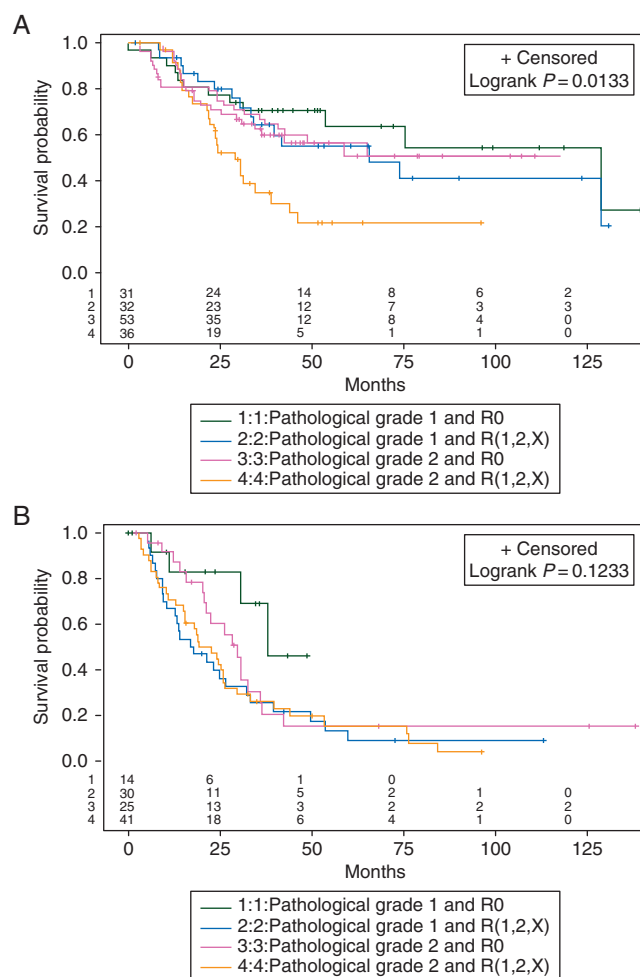 A
1.0
0.8
0.6
0.4
0.2
0.0
Survival probability
+ Censored
Logrank P = 0.0133
1 31 24 14 8 6 2
2 32 23 12 7 3 3
3 53 35 12 8 4 0
4 36 19 5 1 1 0
0 25 50 75 100 125
Months
1:1:Pathological grade 1 and R0
2:2:Pathological grade 1 and R(1,2,X)
3:3:Pathological grade 2 and R0
4:4:Pathological grade 2 and R(1,2,X)
B
1.0
0.8
0.6
0.4
0.2
0.0
Survival probability
+ Censored
Logrank P = 0.1233
1 14 6 1 0
2 30 11 5 2 1 0
3 25 13 3 2 2 2
4 41 18 6 4 1 0
0 25 50 75 100 125
Months
1:1:Pathological grade 1 and R0
2:2:Pathological grade 1 and R(1,2,X)
3:3:Pathological grade 2 and R0
4:4:Pathological grade 2 and R(1,2,X)